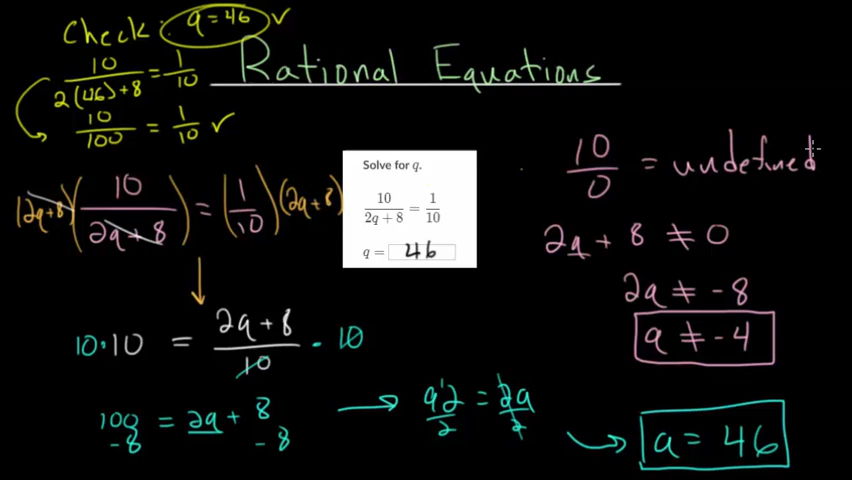 Check: q = 46 ✓
10/(2(46)+8) = 1/10
10/100 = 1/10 ✓
Rational Equations
(2q+8)(10/(2q+8)) = (1/10)(2q+8)
10·10 = (2q+8)/10 · 10
100 = 2q + 8
-8 -8
92/2 = 2q/2
q = 46
Solve for q.
10/(2q + 8) = 1/10
q = 46
10/0 = undefined
2q + 8 ≠ 0
2q ≠ -8
q ≠ -4